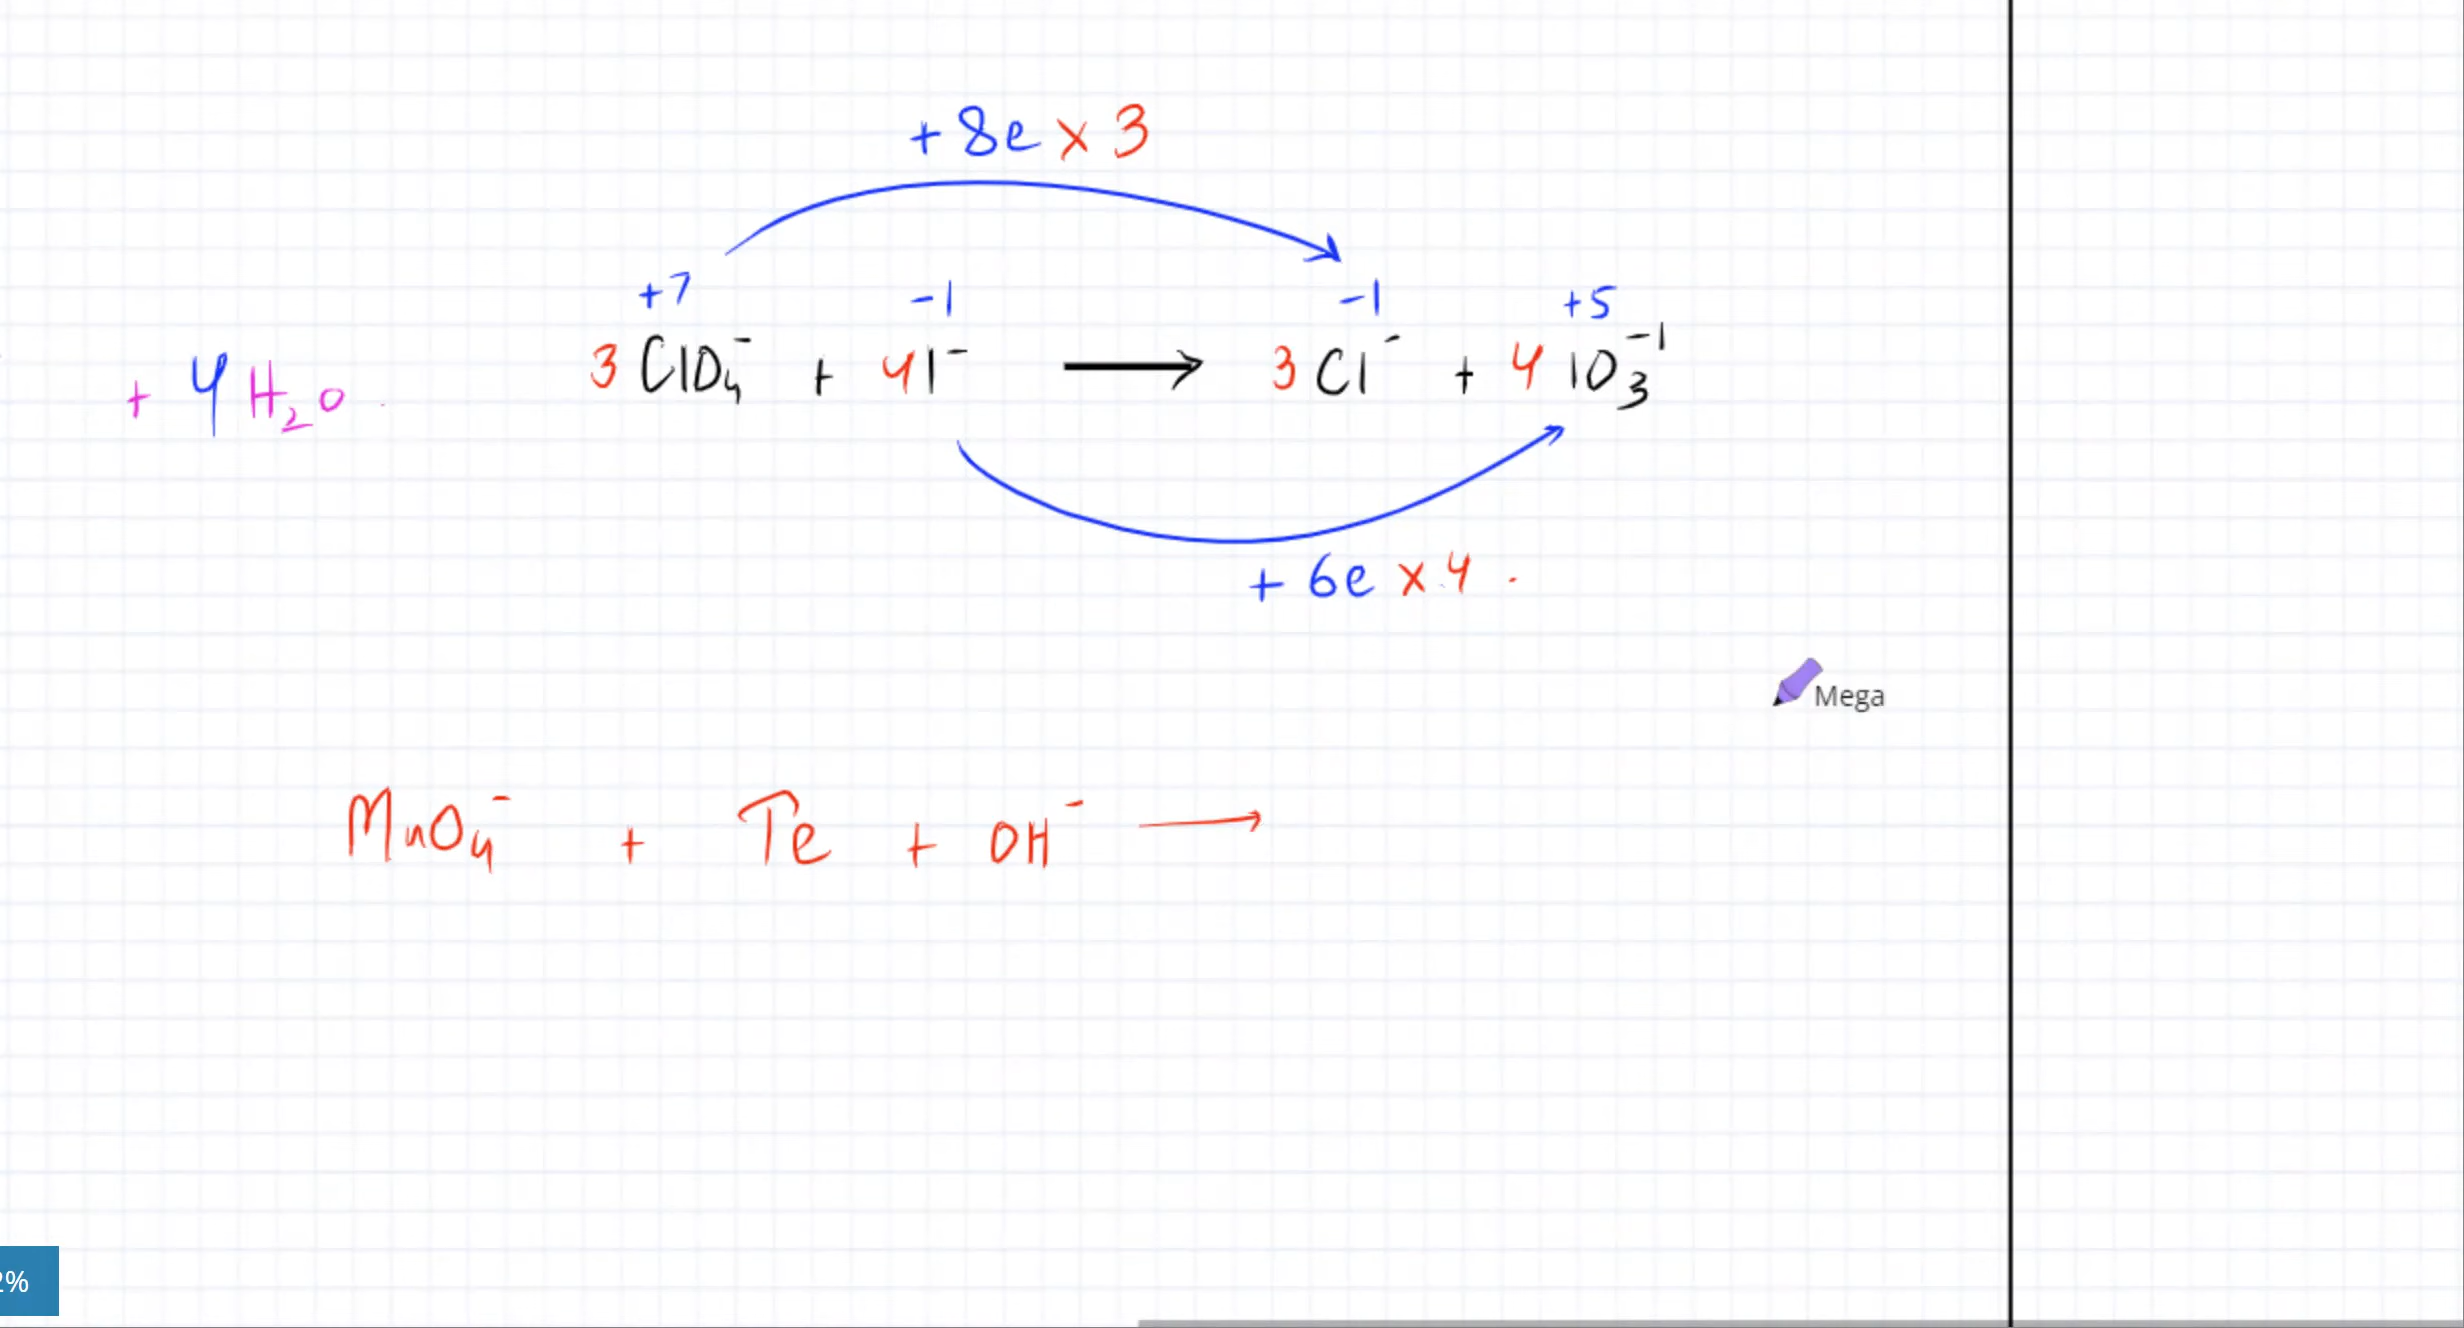 +8e x 3
+7 -1 -1 +5
+ 4 H₂O 3 ClO₄⁻ + 4 I⁻ ⟶ 3 Cl⁻ + 4 IO₃⁻¹
+ 6e x 4 .
Mega
MnO₄⁻ + Te + OH⁻ ⟶
2%